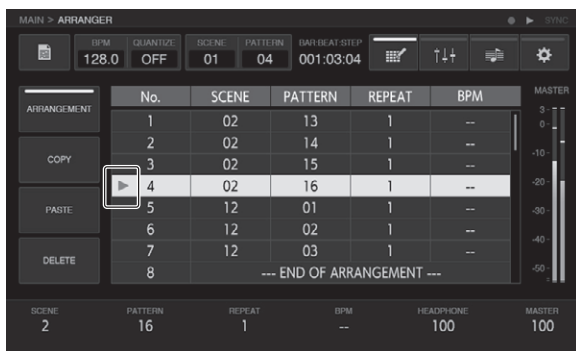 MAIN > ARRANGER SYNC
BPM QUANTIZE SCENE PATTERN BAR:BEAT:STEP
128.0 OFF 01 04 001:03:04
ARRANGEMENT
COPY
PASTE
DELETE
No. SCENE PATTERN REPEAT BPM
1 02 13 1 --
2 02 14 1 --
3 02 15 1 --
4 02 16 1 --
5 12 01 1 --
6 12 02 1 --
7 12 03 1 --
8 --- END OF ARRANGEMENT ---
MASTER
3
0
-10
-20
-30
-40
-50
SCENE PATTERN REPEAT BPM HEADPHONE MASTER
2 16 1 -- 100 100